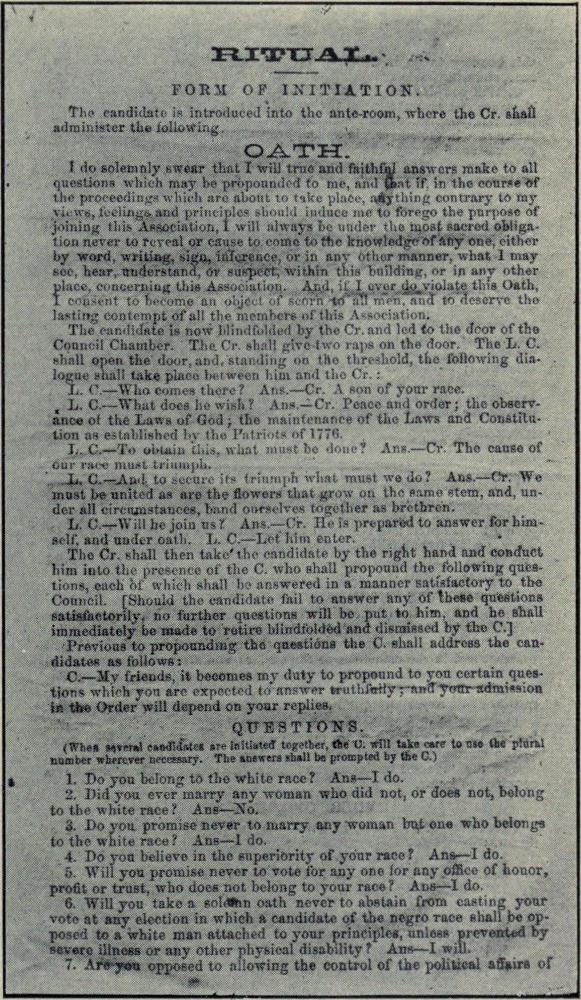 RITUAL.
FORM OF INITIATION.
The candidate is introduced into the ante-room, where the Cr. shall
administer the following
OATH.
I do solemnly swear that I will true and faithful answers make to all
questions which may be propounded to me, and that if, in the course of
the proceedings which are about to take place, anything contrary to my
views, feelings and principles should induce me to forego the purpose of
joining this Association, I will always be under the most sacred obliga-
tion never to reveal or cause to come to the knowledge of any one, either
by word, writing, sign, inference, or in any other manner, what I may
see, hear, understand, or suspect, within this building, or in any other
place, concerning this Association. And, if I ever do violate this Oath,
I consent to become an object of scorn to all men, and to deserve the
lasting contempt of all the members of this Association.
The candidate is now blindfolded by the Cr. and led to the door of the
Council Chamber. The Cr. shall give two raps on the door. The L. C.
shall open the door, and, standing on the threshold, the following dia-
logue shall take place between him and the Cr. :
L. C.—Who comes there? Ans.—Cr. A son of your race.
L. C.—What does he wish? Ans.—Cr. Peace and order; the observ-
ance of the Laws of God; the maintenance of the Laws and Constitu-
tion as established by the Patriots of 1776.
L. C.—To obtain this, what must be done? Ans.—Cr. The cause of
our race must triumph.
L. C.—And to secure its triumph what must we do? Ans.—Cr. We
must be united as are the flowers that grow on the same stem, and, un-
der all circumstances, band ourselves together as brethren.
L. C.—Will he join us? Ans.—Cr. He is prepared to answer for him-
self, and under oath. L. C.—Let him enter.
The Cr. shall then take the candidate by the right hand and conduct
him into the presence of the C. who shall propound the following ques-
tions, each of which shall be answered in a manner satisfactory to the
Council. [Should the candidate fail to answer any of these questions
satisfactorily, no further questions will be put to him, and he shall
immediately be made to retire blindfolded and dismissed by the C.]
Previous to propounding the questions the C. shall address the can-
didates as follows:
C.—My friends, it becomes my duty to propound to you certain ques-
tions which you are expected to answer truthfully; and your admission
in the Order will depend on your replies.
QUESTIONS.
(When several candidates are initiated together, the C. will take care to use the plural
number wherever necessary. The answers shall be prompted by the C.)
1. Do you belong to the white race? Ans—I do.
2. Did you ever marry any woman who did not, or does not, belong
to the white race? Ans—No.
3. Do you promise never to marry any woman but one who belongs
to the white race? Ans—I do.
4. Do you believe in the superiority of your race? Ans—I do.
5. Will you promise never to vote for any one for any office of honor,
profit or trust, who does not belong to your race? Ans—I do.
6. Will you take a solemn oath never to abstain from casting your
vote at any election in which a candidate of the negro race shall be op-
posed to a white man attached to your principles, unless prevented by
severe illness or any other physical disability? Ans—I will.
7. Are you opposed to allowing the control of the political affairs of